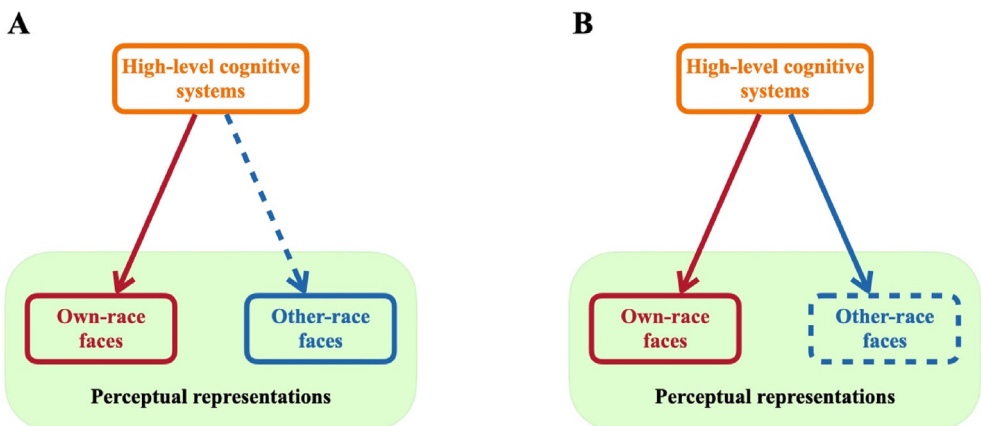 A
High-level cognitive
systems
Own-race
faces
Other-race
faces
Perceptual representations
B
High-level cognitive
systems
Own-race
faces
Other-race
faces
Perceptual representations